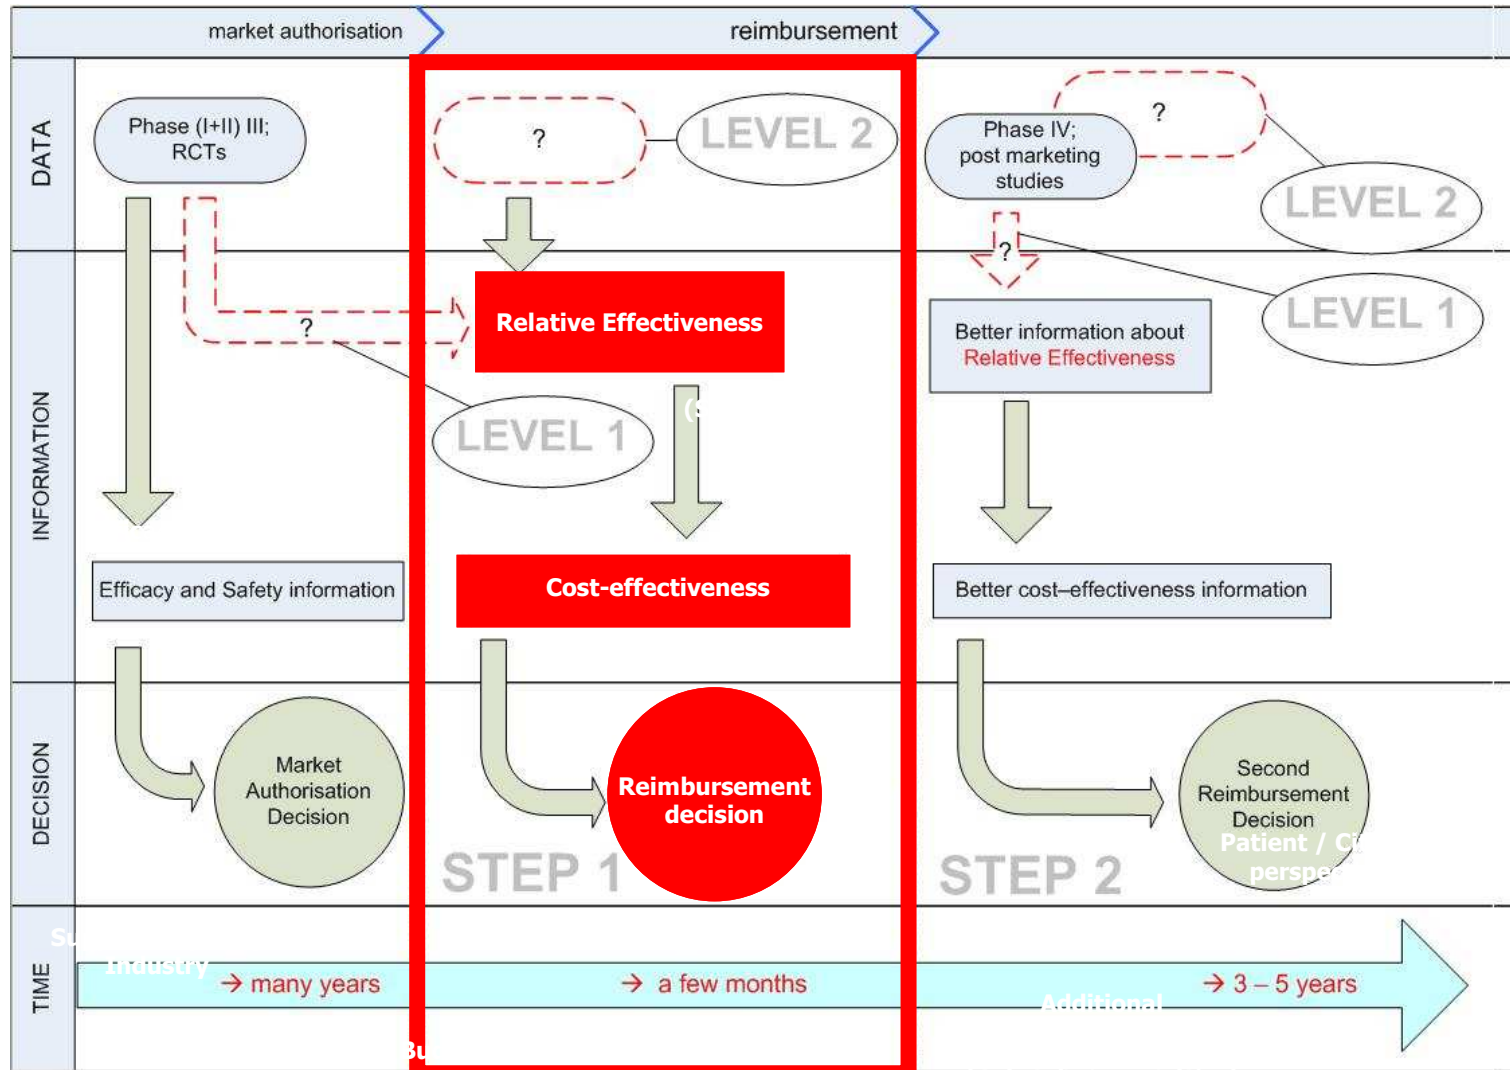 market authorisation
reimbursement
DATA
Phase (I+II) III;
RCTs
?
LEVEL 2
Phase IV;
post marketing
studies
?
LEVEL 2
?
LEVEL 1
INFORMATION
?
Relative Effectiveness
LEVEL 1
Better information about
Relative Effectiveness
Efficacy and Safety information
Cost-effectiveness
Better cost–effectiveness information
DECISION
Market
Authorisation
Decision
Reimbursement
decision
STEP 1
Second
Reimbursement
Decision
Patient /
STEP 2
TIME
Industry
→ many years
→ a few months
Additional
→ 3 – 5 years